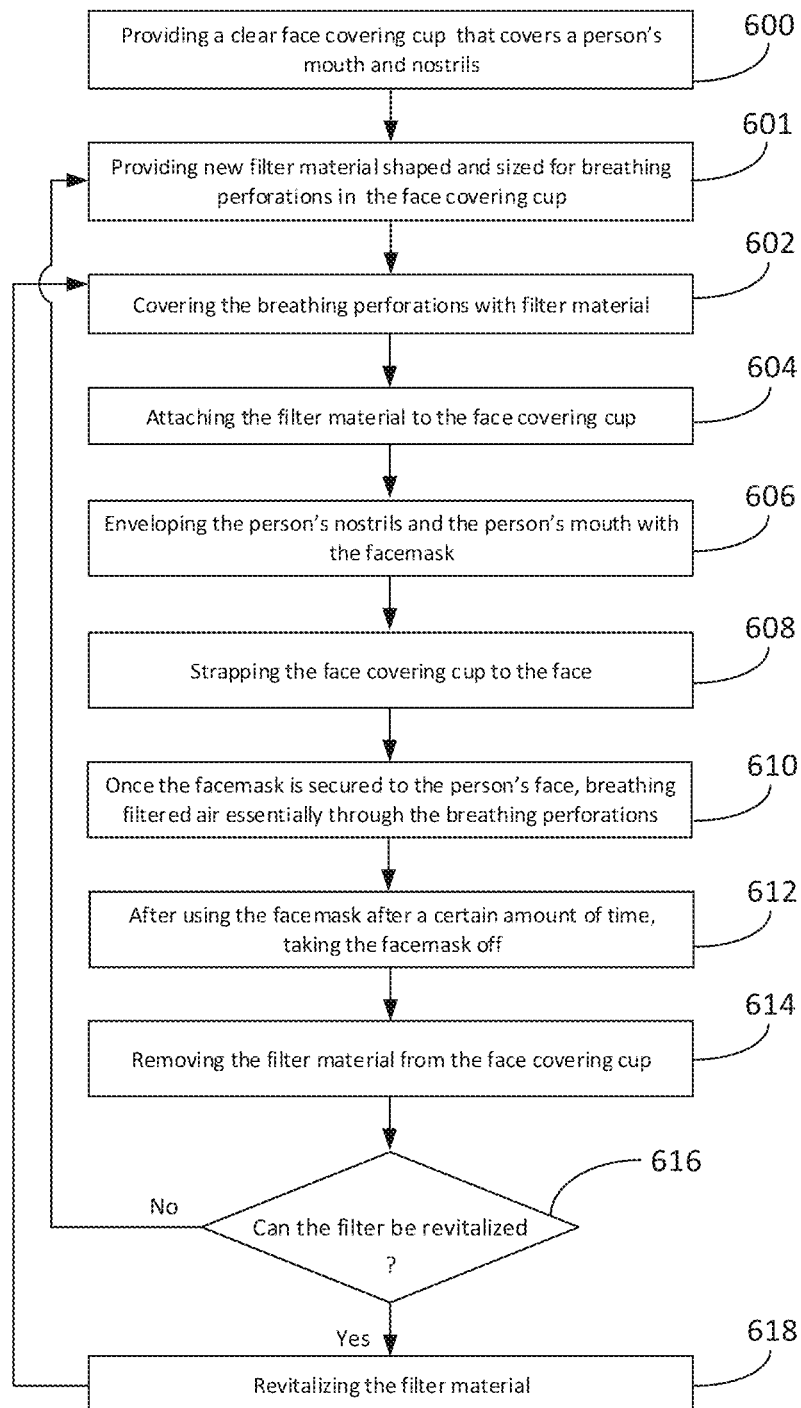 Providing a clear face covering cup that covers a person's
mouth and nostrils
600
Providing new filter material shaped and sized for breathing
perforations in the face covering cup
601
Covering the breathing perforations with filter material
602
Attaching the filter material to the face covering cup
604
Enveloping the person's nostrils and the person's mouth with
the facemask
606
Strapping the face covering cup to the face
608
Once the facemask is secured to the person's face, breathing
filtered air essentially through the breathing perforations
610
After using the facemask after a certain amount of time,
taking the facemask off
612
Removing the filter material from the face covering cup
614
Can the filter be revitalized
?
616
No
Yes
Revitalizing the filter material
618